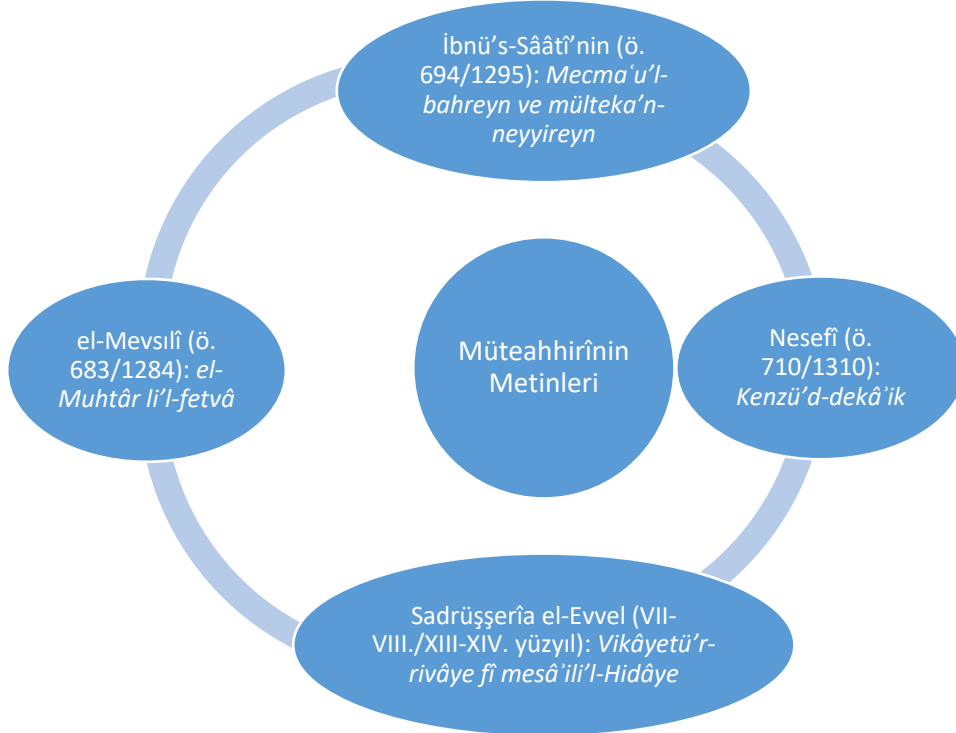 İbnü’s-Sââtî’nin (ö.
694/1295): Mecmaʿu’l-
bahreyn ve mülteka’n-
neyyireyn
el-Mevsılî (ö.
683/1284): el-
Muhtâr li’l-fetvâ
Müteahhirînin
Metinleri
Nesefî (ö.
710/1310):
Kenzü’d-dekâʾik
Sadrüşşerîa el-Evvel (VII-
VIII./XIII-XIV. yüzyıl): Vikâyetü’r-
rivâye fî mesâʾili’l-Hidâye